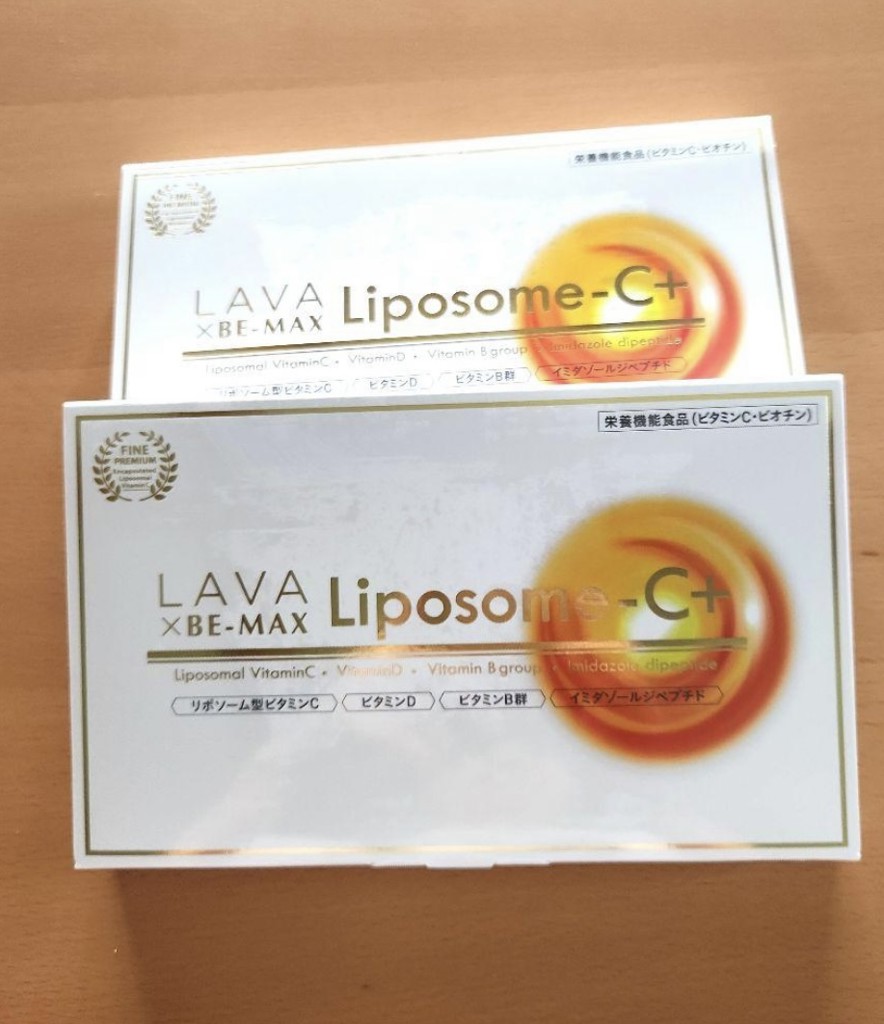 栄養機能食品(ビタミンC・ビオチン)
FINE
PREMIUM
LAVA
×BE-MAX
Liposome-C+
Liposomal VitaminC • VitaminD • Vitamin B group • Imidazole dipeptide
リポソーム型ビタミンC ビタミンD ビタミンB群 イミダゾールジペプチド
栄養機能食品(ビタミンC・ビオチン)
FINE
PREMIUM
Encapsulated
Liposomal
VitaminC
LAVA
×BE-MAX
Liposome-C+
Liposomal VitaminC • VitaminD • Vitamin B group • Imidazole dipeptide
リポソーム型ビタミンC ビタミンD ビタミンB群 イミダゾールジペプチド